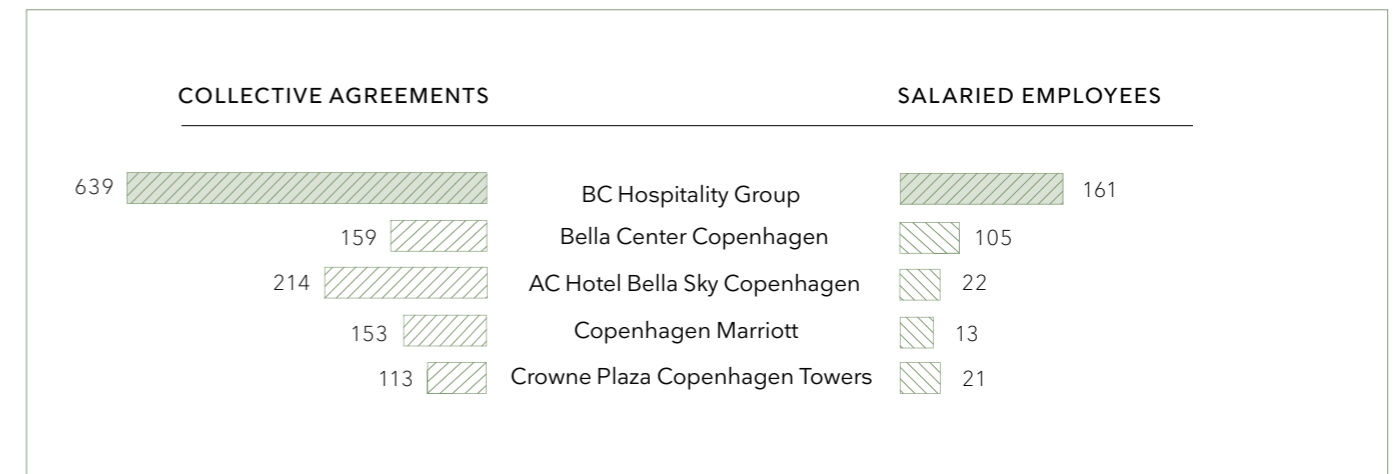 COLLECTIVE AGREEMENTS SALARIED EMPLOYEES
639 BC Hospitality Group 161
159 Bella Center Copenhagen 105
214 AC Hotel Bella Sky Copenhagen 22
153 Copenhagen Marriott 13
113 Crowne Plaza Copenhagen Towers 21